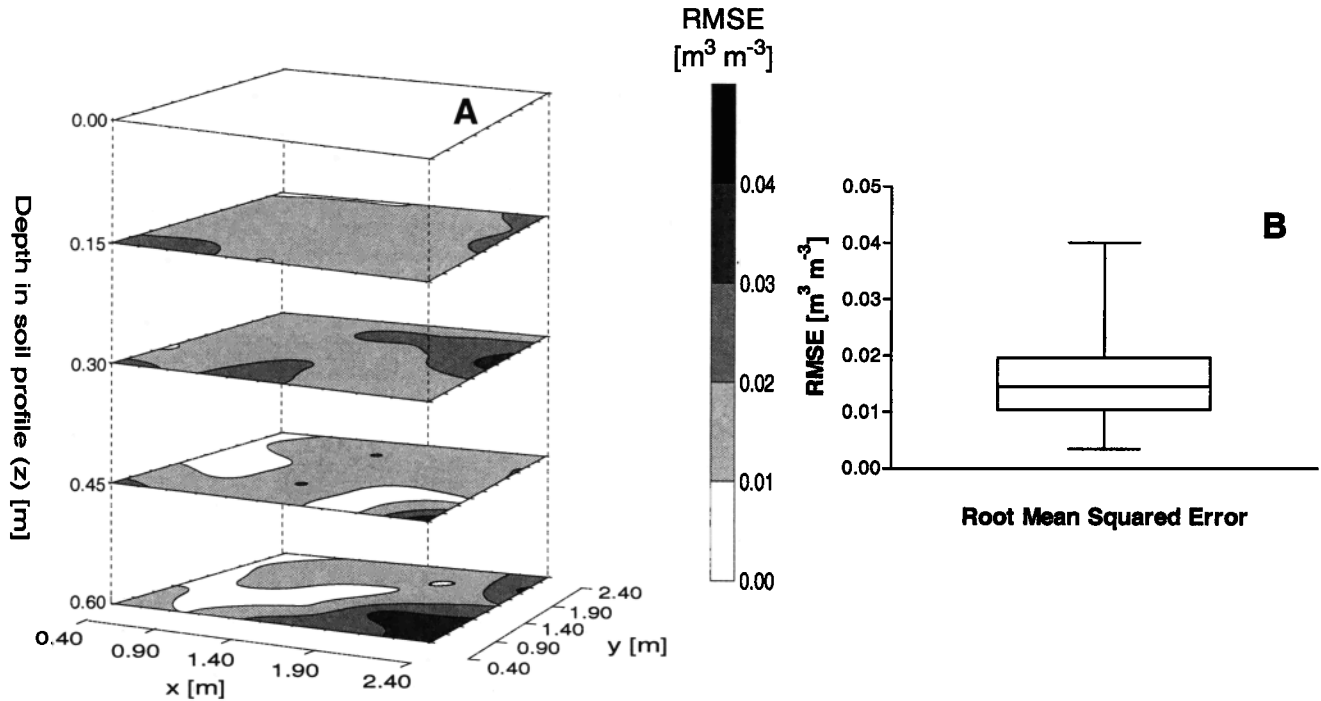 RMSE
[m³ m⁻³]
A
0.00
0.15
0.30
0.45
0.60
Depth in soil profile (z) [m]
0.40
0.90
1.40
1.90
2.40
x [m]
2.40
1.90
1.40
0.90
0.40
y [m]
0.04
0.03
0.02
0.01
0.00
B
0.05
0.04
0.03
0.02
0.01
0.00
RMSE [m³ m⁻³]
Root Mean Squared Error